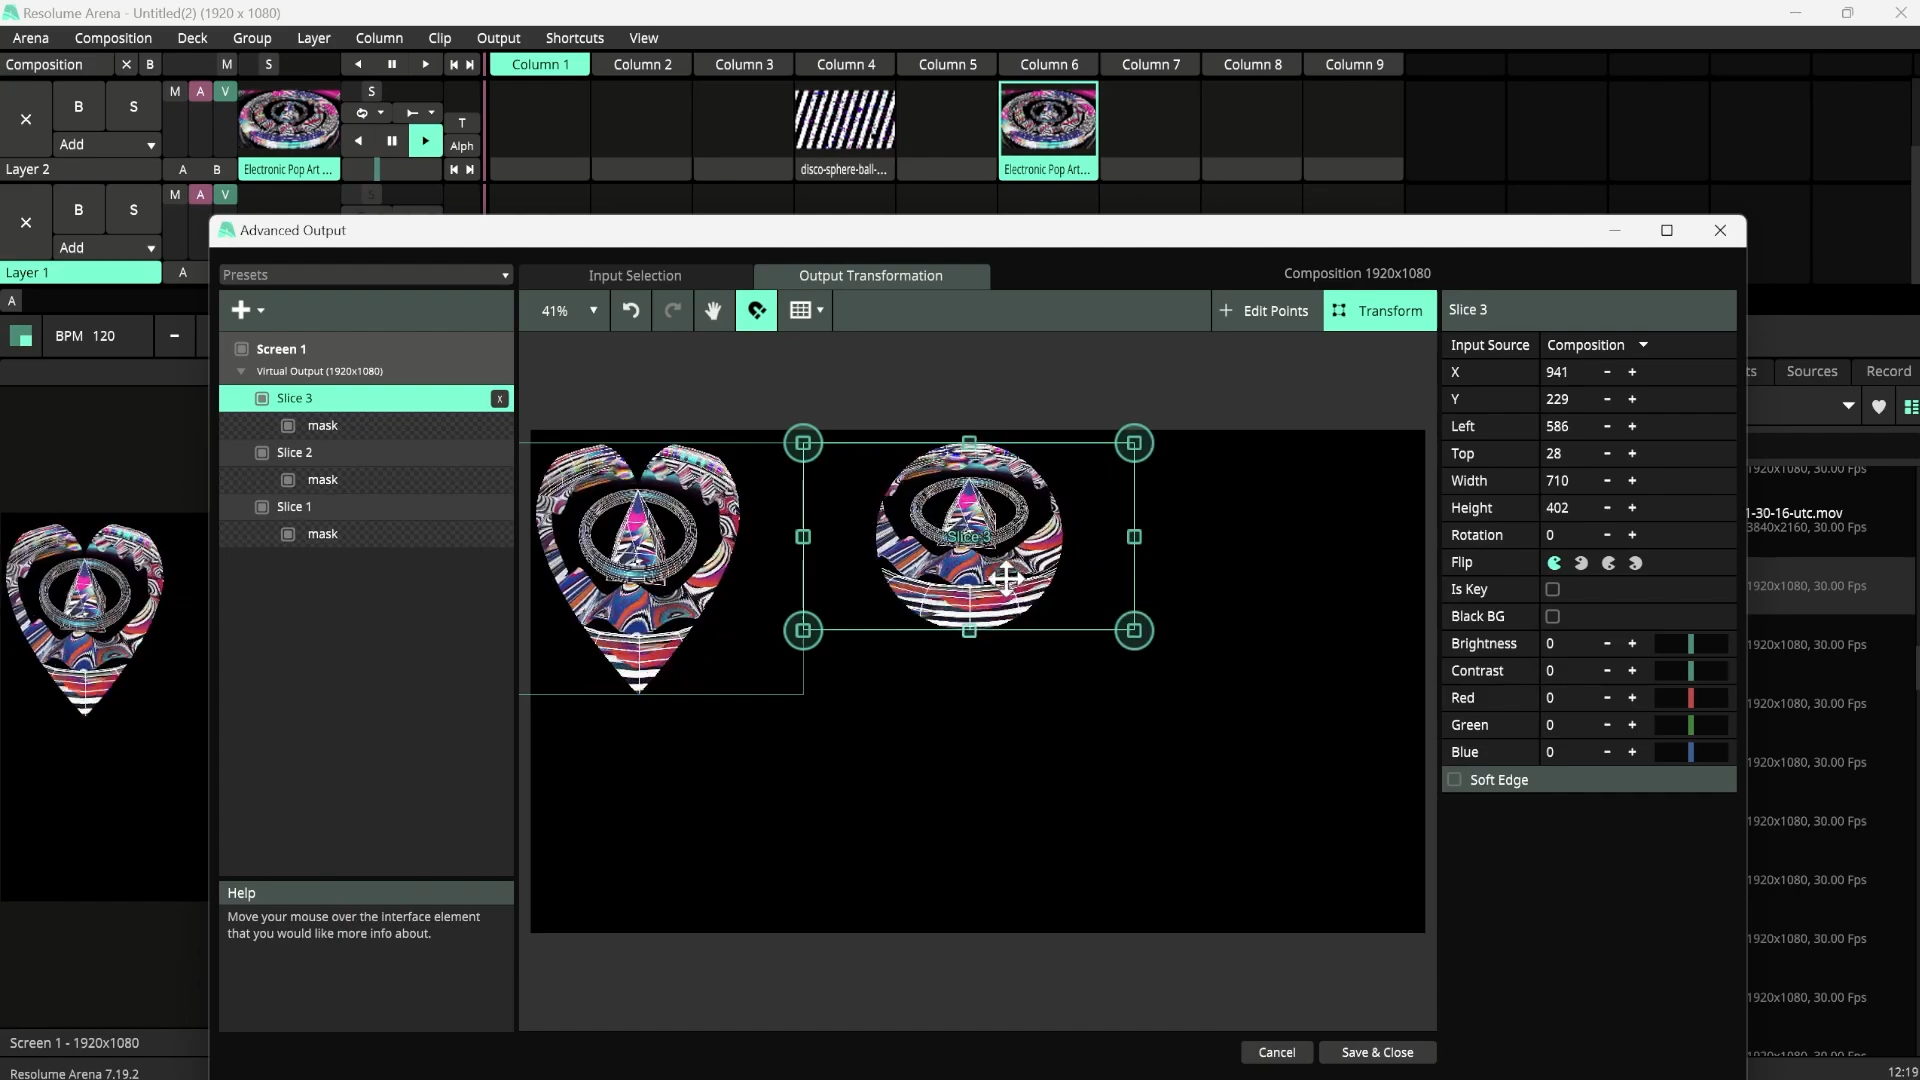 Resolume Arena - Untitled(2) (1920 x 1080)
Arena Composition Deck Group Layer Column Clip Output Shortcuts View
Composition X B M S Column 1 Column 2 Column 3 Column 4 Column 5 Column 6 Column 7 Column 8 Column 9
M A V S
B S T
Add Alph
Layer 2 A B Electronic Pop Art ... disco-sphere-ball-... Electronic Pop Art...
M A V S
B S
Advanced Output
Add
Layer 1 A
Presets Input Selection Output Transformation Composition 1920x1080
A
41% Edit Points Transform Slice 3
BPM 120
Screen 1 Input Source Composition
Virtual Output (1920x1080) X 941 - + ts Sources Record
Slice 3 X Y 229 - +
mask Left 586 - +
Slice 2 Top 28 - +
1920x1080, 30.00 Fps
mask Width 710 - +
Slice 1 Height 402 - +
1-30-16-utc.mov
3840x2160, 30.00 Fps
mask Slice 3 Rotation 0 - +
Flip
1920x1080, 30.00 Fps
Is Key
Black BG
Brightness 0 - + 1920x1080, 30.00 Fps
Contrast 0 - +
Red 0 - + 1920x1080, 30.00 Fps
Green 0 - +
Blue 0 - + 1920x1080, 30.00 Fps
Soft Edge
1920x1080, 30.00 Fps
1920x1080, 30.00 Fps
Help
Move your mouse over the interface element
that you would like more info about.
1920x1080, 30.00 Fps
1920x1080, 30.00 Fps
Screen 1 - 1920x1080 Cancel Save & Close
1920x1080, 30.00 Fps
Resolume Arena 7.19.2 12:19